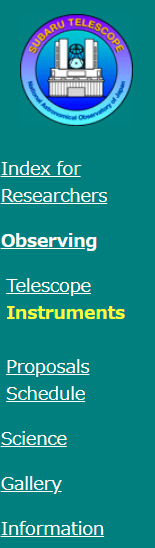 SUBARU TELESCOPE
National Astronomical Observatory of Japan
Index for
Researchers
Observing
Telescope
Instruments
Proposals
Schedule
Science
Gallery
Information